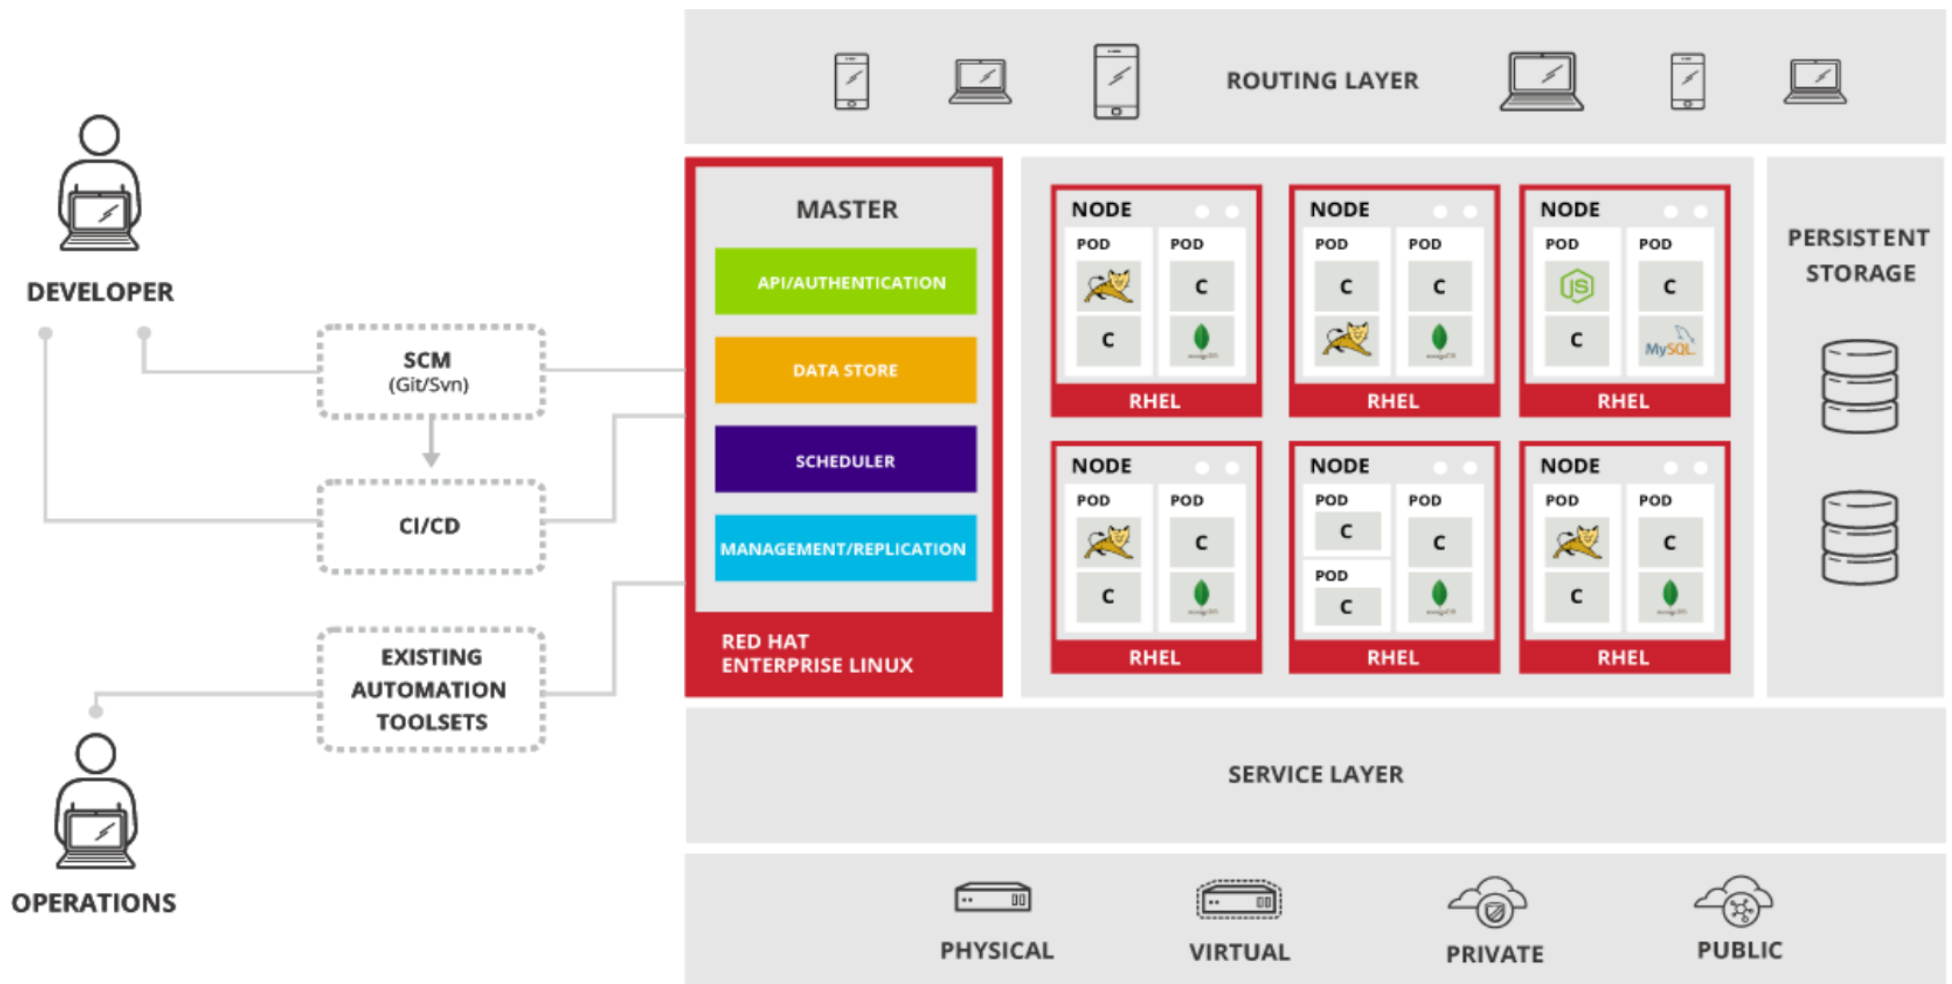 ROUTING LAYER
DEVELOPER
SCM
(Git/Svn)
CI/CD
EXISTING
AUTOMATION
TOOLSETS
OPERATIONS
MASTER
API/AUTHENTICATION
DATA STORE
SCHEDULER
MANAGEMENT/REPLICATION
RED HAT
ENTERPRISE LINUX
NODE
POD
POD
C
C
RHEL
NODE
POD
POD
C
C
RHEL
NODE
POD
POD
JS
C
C
MySQL
RHEL
NODE
POD
POD
C
C
RHEL
NODE
POD
POD
C
C
POD
C
RHEL
NODE
POD
POD
C
C
RHEL
PERSISTENT
STORAGE
SERVICE LAYER
PHYSICAL
VIRTUAL
PRIVATE
PUBLIC